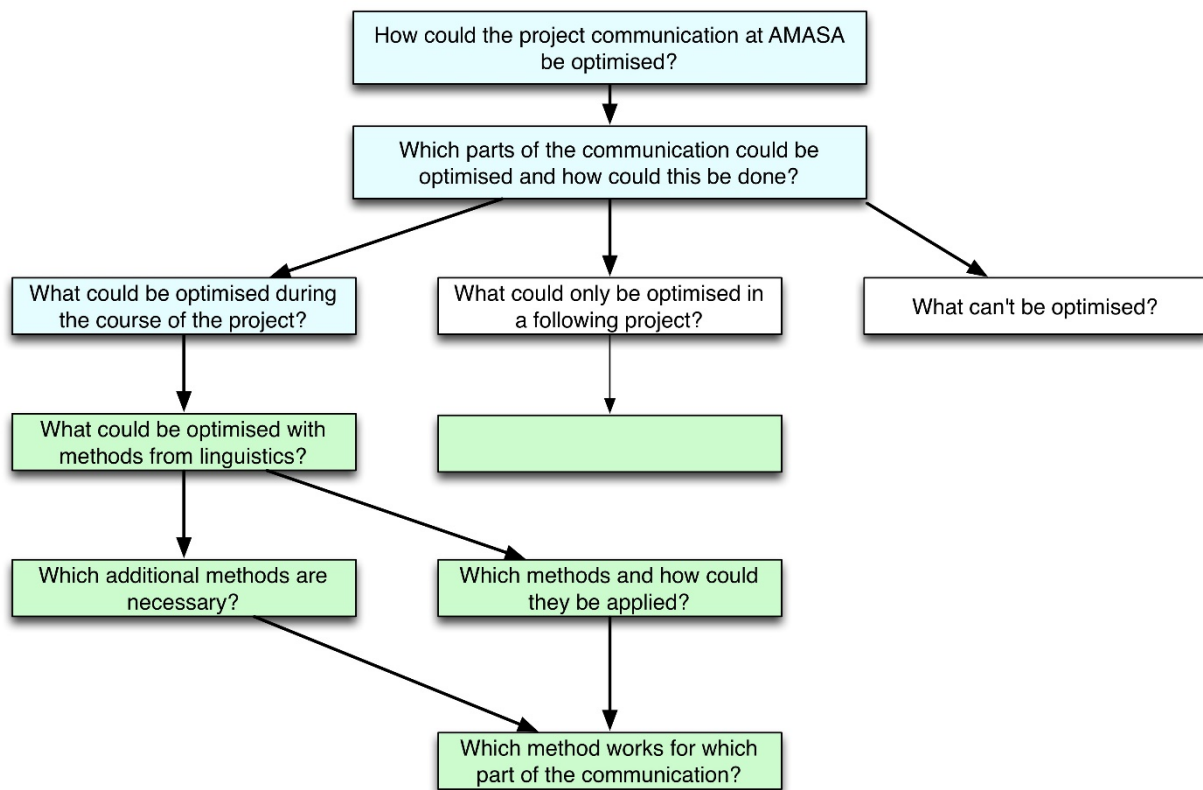 How could the project communication at AMASA
be optimised?
Which parts of the communication could be
optimised and how could this be done?
What could be optimised during
the course of the project?
What could only be optimised in
a following project?
What can't be optimised?
What could be optimised with
methods from linguistics?
Which additional methods are
necessary?
Which methods and how could
they be applied?
Which method works for which
part of the communication?